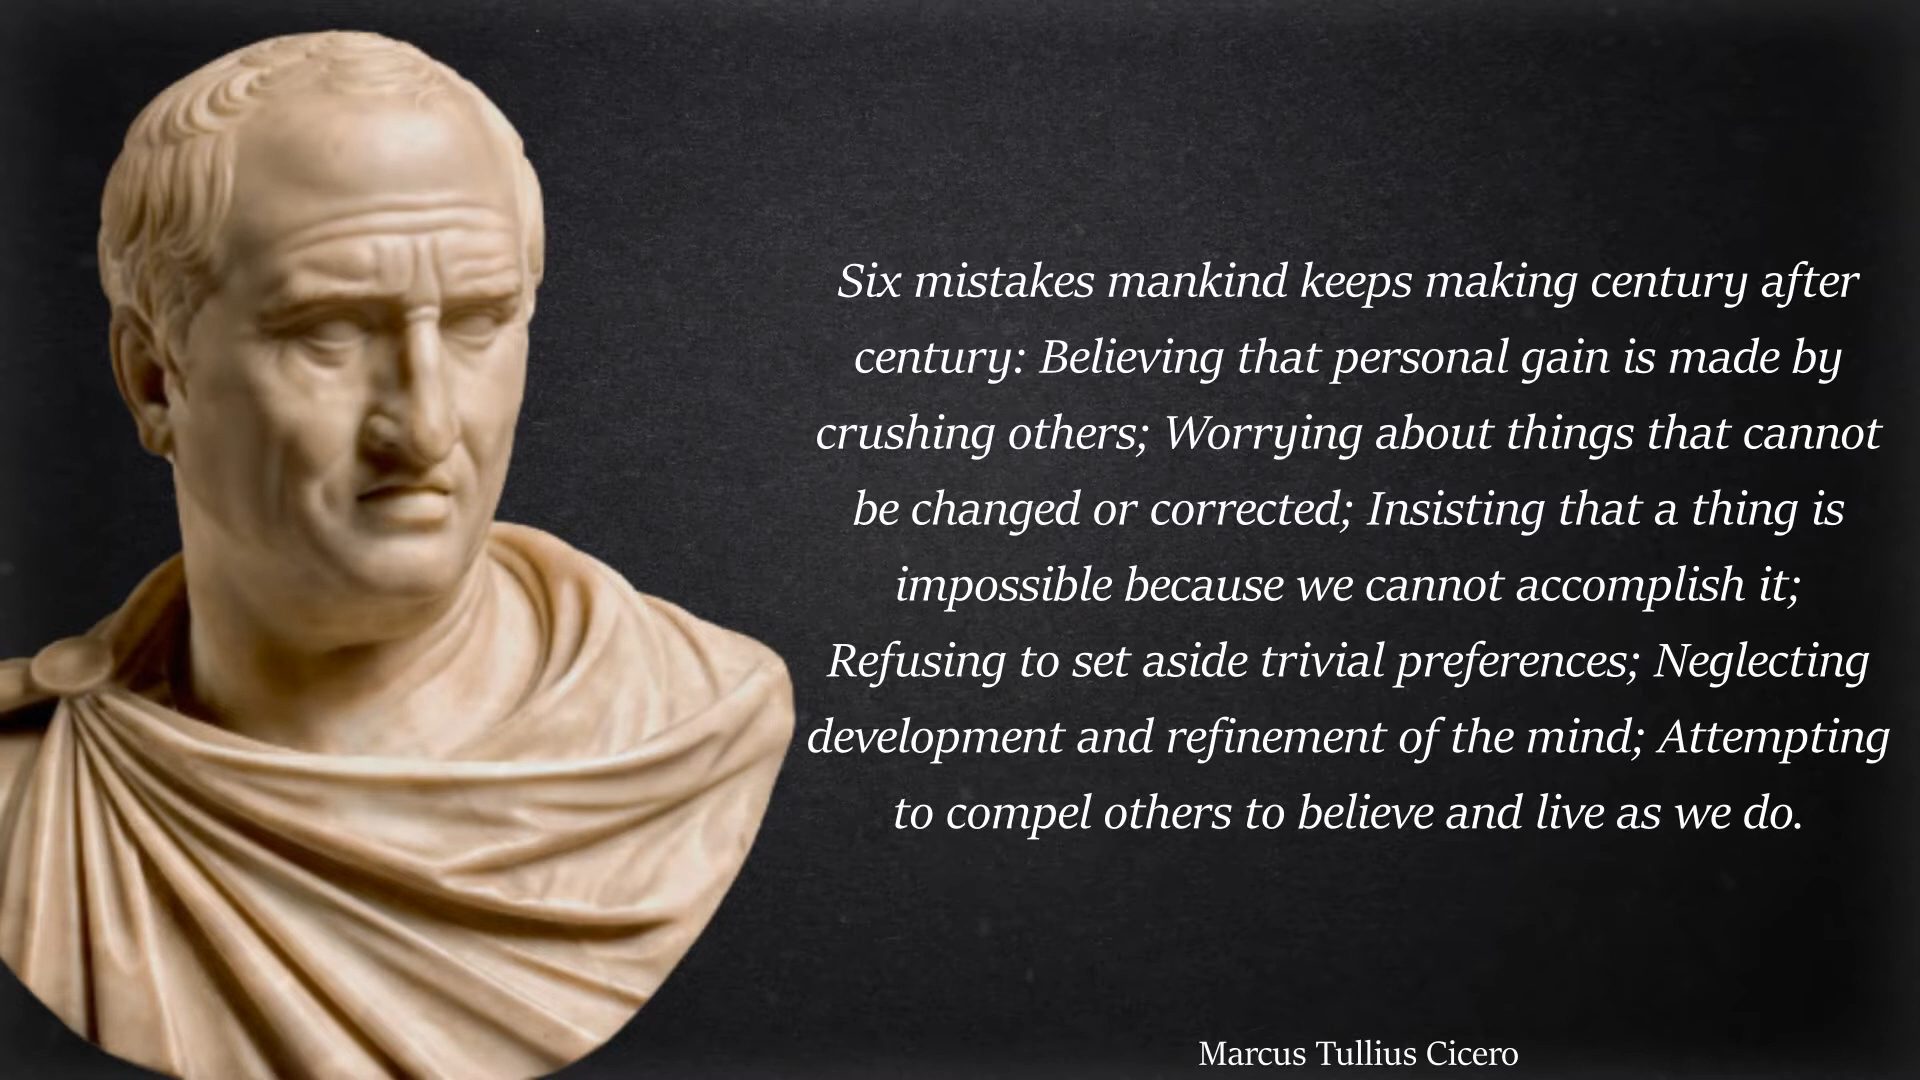 Six mistakes mankind keeps making century after
century: Believing that personal gain is made by
crushing others; Worrying about things that cannot
be changed or corrected; Insisting that a thing is
impossible because we cannot accomplish it;
Refusing to set aside trivial preferences; Neglecting
development and refinement of the mind; Attempting
to compel others to believe and live as we do.
Marcus Tullius Cicero